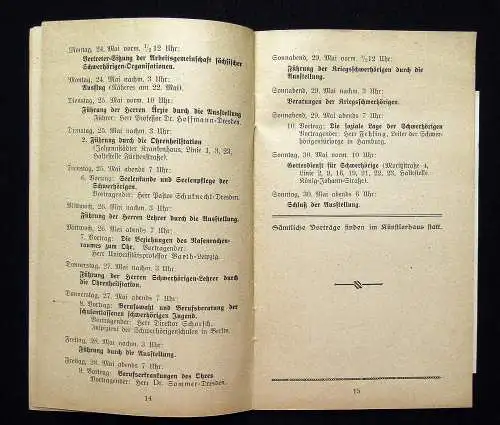 Montag, 24. Mai vorm. ½12 Uhr:
Vertreter-Sitzung der Arbeitsgemeinschaft sächsischer
Schwerhörigen-Organisationen.
Montag, 24. Mai nachm. 3 Uhr:
Ausflug (Näheres am 22. Mai).
Dienstag, 25. Mai vorm. 10 Uhr:
Führung der Herren Ärzte durch die Ausstellung
Führer: Herr Professor Dr. Hoffmann-Dresden.
Dienstag, 25. Mai nachm. 3 Uhr:
2. Führung durch die Ohrenheilstation
(Johannstädter Krankenhaus, Linie 1, 3, 23,
Haltestelle Fürstenstraße).
Dienstag, 25. Mai abends 7 Uhr:
6. Vortrag: Seelenkunde und Seelenpflege der
Schwerhörigen.
Vortragender: Herr Pastor Schufknecht-Dresden.
Mittwoch, 26. Mai nachm. 3 Uhr:
Führung der Herren Lehrer durch die Ausstellung.
Mittwoch, 26. Mai abends 7 Uhr:
7. Vortrag: Die Beziehungen des Nasenrachen-
raumes zum Ohr. Vortragender:
Herr Universitätsprofessor Barth-Leipzig.
Donnerstag, 27. Mai nachm. 3 Uhr:
Führung der Herren Schwerhörigen-Lehrer durch
die Ohrenheilstation.
Donnerstag, 27. Mai abends 7 Uhr:
8. Vortrag: Berufswahl und Berufsberatung der
schulentlassenen schwerhörigen Jugend.
Vortragender: Herr Direktor
Inspizient der Schwerhörigenschulen in Berlin.
Freitag, 28. Mai nachm. 3 Uhr:
Führung durch die Ausstellung.
Freitag, 28. Mai abends 7 Uhr:
9. Vortrag: Berufserkrankungen des Ohres
Vortragender: Herr Dr. Sommer-Dresden.
14
Sonnabend, 29. Mai vorm. ½12 Uhr:
Führung der Kriegsschwerhörigen durch die
Ausstellung.
Sonnabend, 29. Mai nachm. 3 Uhr:
Beratungen der Kriegsschwerhörigen.
Sonnabend, 29. Mai abends 7 Uhr:
10. Vortrag: Die soziale Lage der Schwerhörigen
Vortragender: Herr Fehling, Leiter der Schwer-
hörigenfürsorge in Hamburg.
Sonntag, 30. Mai vorm. 10 Uhr:
Gottesdienst für Schwerhörige (Moritzstraße 4,
Linie 2, 9, 16, 19, 21, 22, 23, Haltestelle
König-Johann-Straße).
Sonntag, 30. Mai abends 6 Uhr:
Schluß der Ausstellung.
Sämtliche Vorträge finden im Künstlerhaus statt.
15